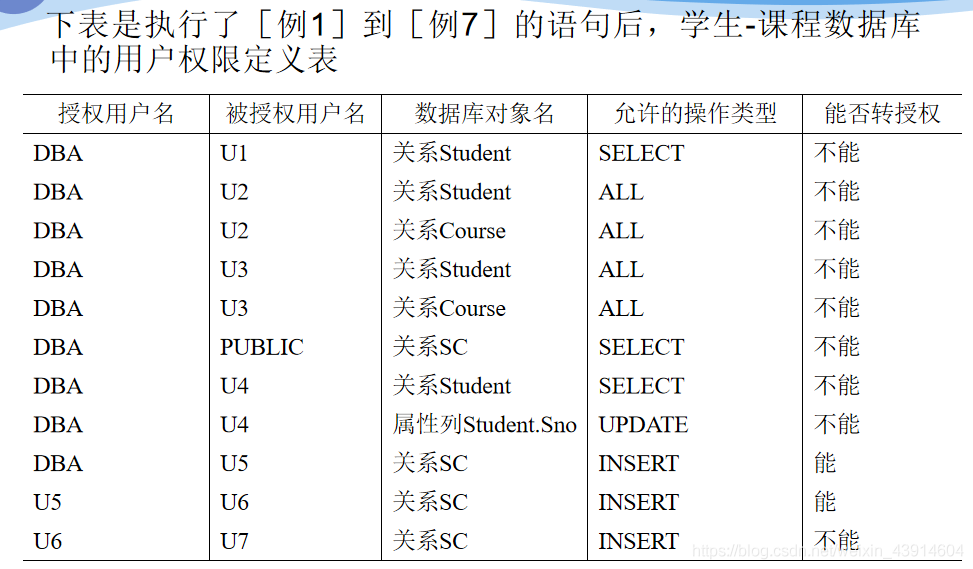 下表是执行了［例1］到［例7］的语句后，学生-课程数据库
中的用户权限定义表
授权用户名 被授权用户名 数据库对象名 允许的操作类型 能否转授权
DBA U1 关系Student SELECT 不能
DBA U2 关系Student ALL 不能
DBA U2 关系Course ALL 不能
DBA U3 关系Student ALL 不能
DBA U3 关系Course ALL 不能
DBA PUBLIC 关系SC SELECT 不能
DBA U4 关系Student SELECT 不能
DBA U4 属性列Student.Sno UPDATE 不能
DBA U5 关系SC INSERT 能
U5 U6 关系SC INSERT 能
U6 U7 关系SC INSERT 不能
https://blog.csdn.net/weixin_43914604